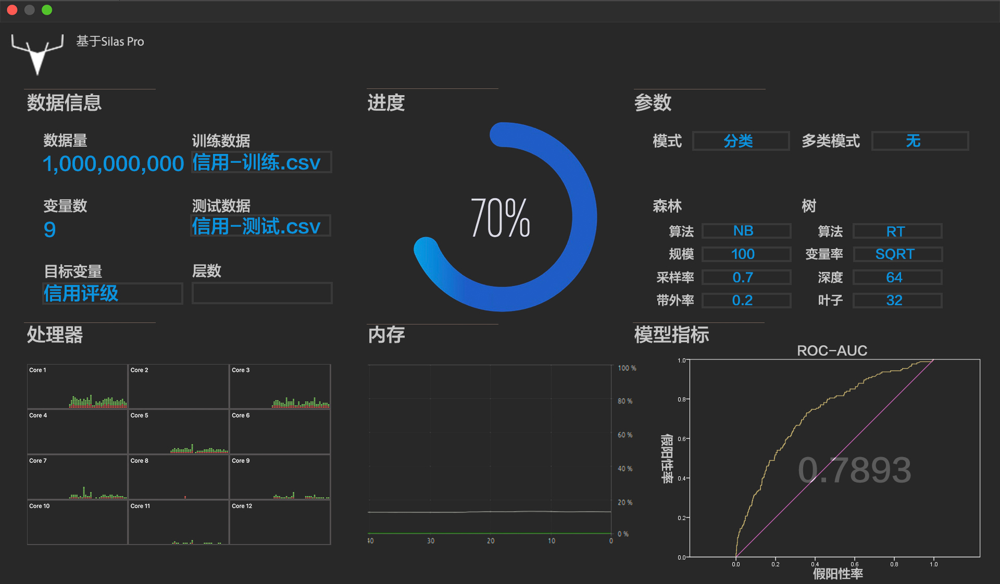 基于Silas Pro
数据信息
数据量
1,000,000,000
训练数据
信用-训练.csv
变量数
9
测试数据
信用-测试.csv
目标变量
信用评级
层数
进度
70%
参数
模式
分类
多类模式
无
森林
算法
NB
规模
100
采样率
0.7
带外率
0.2
树
算法
RT
变量率
SQRT
深度
64
叶子
32
处理器
Core 1
Core 2
Core 3
Core 4
Core 5
Core 6
Core 7
Core 8
Core 9
Core 10
Core 11
Core 12
内存
100 %
80 %
60 %
40 %
20 %
0 %
40 30 20 10 0
模型指标
ROC-AUC
1.0
0.8
0.6
0.4
0.2
0.0
假阳性率
0.7893
0.0 0.2 0.4 0.6 0.8 1.0
假阳性率